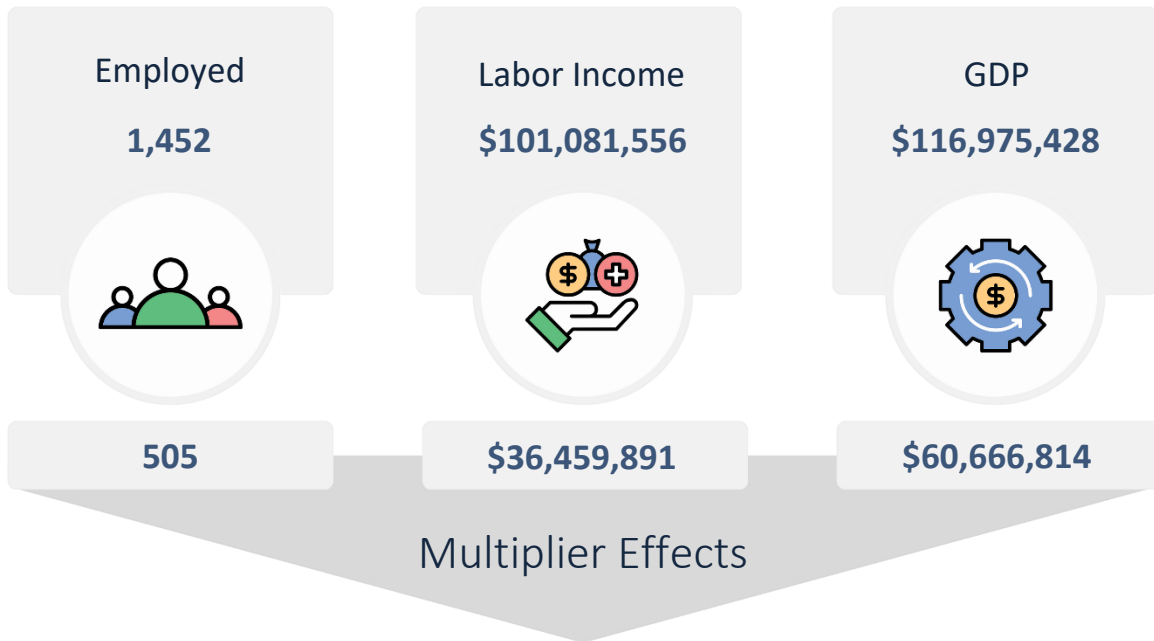 Employed
1,452
Labor Income
$101,081,556
GDP
$116,975,428
$
$
505
$36,459,891
$60,666,814
Multiplier Effects